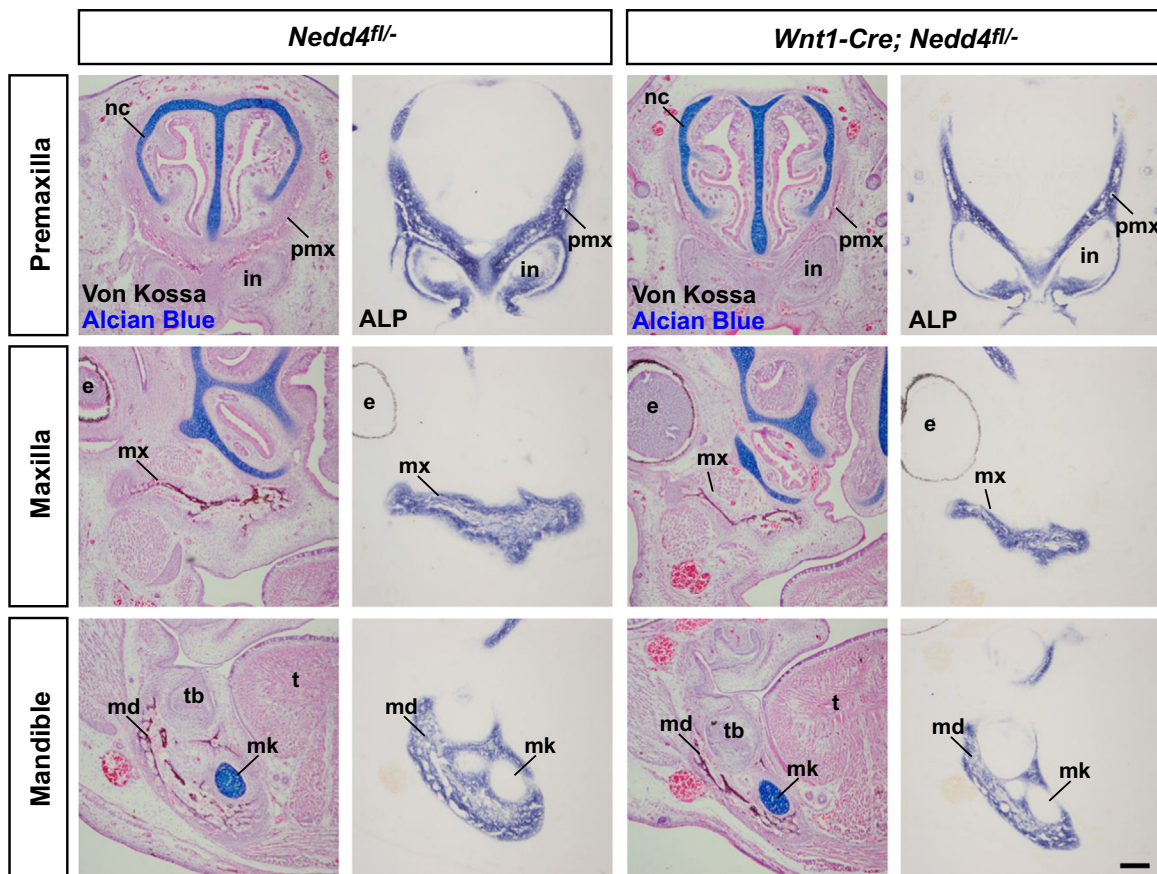 Nedd4fl/-
Wnt1-Cre; Nedd4fl/-
Premaxilla
nc
pmx
in
Von Kossa
Alcian Blue
pmx
in
ALP
nc
pmx
in
Von Kossa
Alcian Blue
pmx
in
ALP
Maxilla
e
mx
e
mx
e
mx
e
mx
Mandible
tb
t
md
mk
md
mk
t
tb
md
mk
md
mk